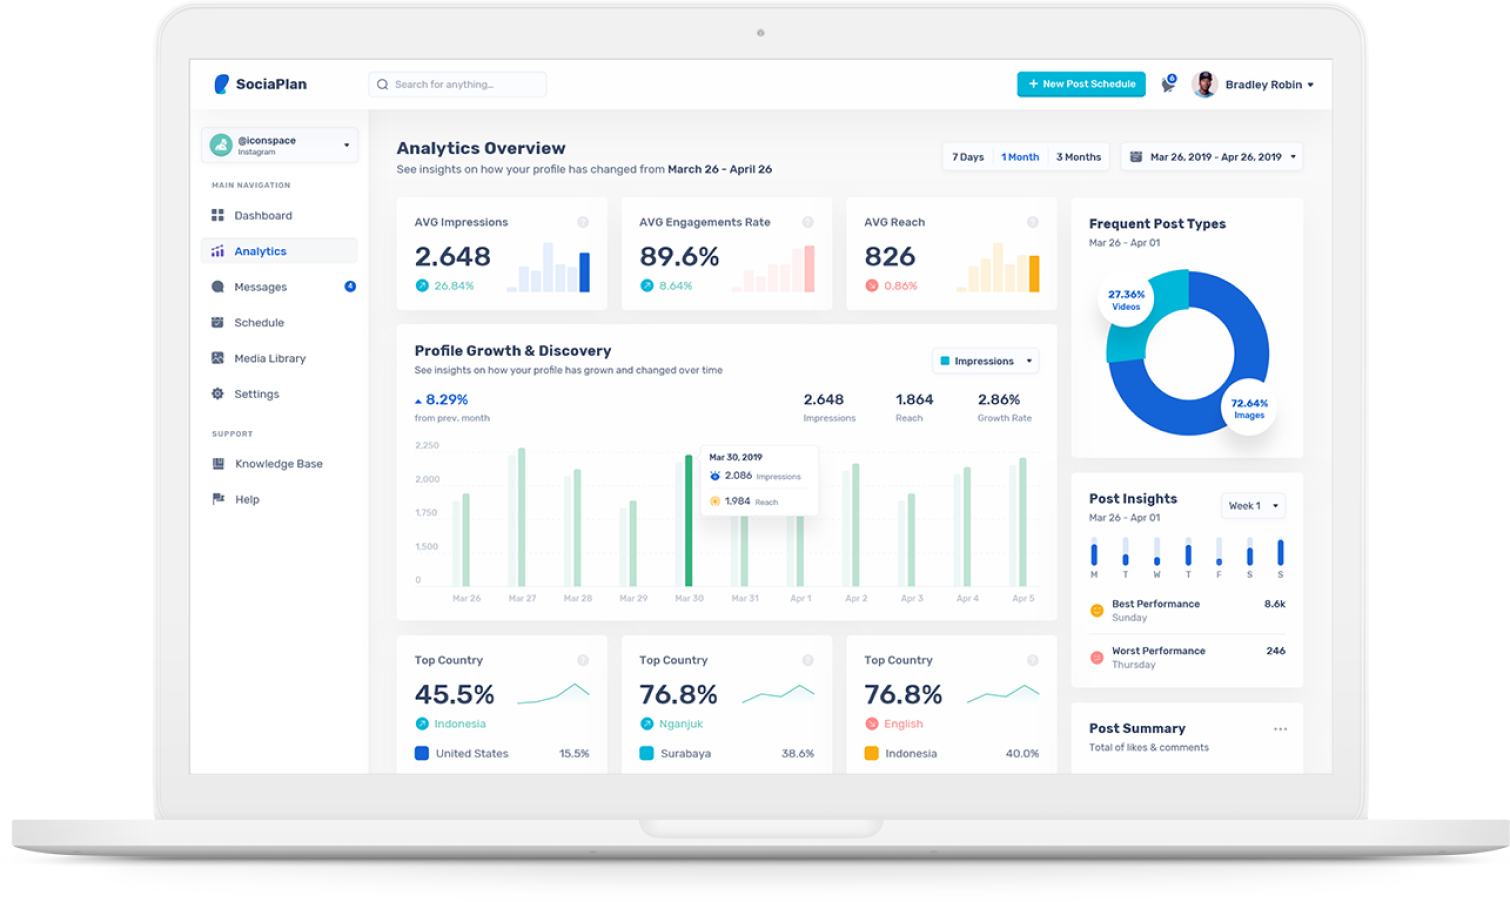 SociaPlan
Search for anything...
+ New Post Schedule
6
Bradley Robin
@iconspace
Instagram
MAIN NAVIGATION
Dashboard
Analytics
Messages
4
Schedule
Media Library
Settings
SUPPORT
Knowledge Base
Help
Analytics Overview
See insights on how your profile has changed from March 26 - April 26
7 Days
1 Month
3 Months
Mar 26, 2019 - Apr 26, 2019
AVG Impressions
?
2.648
26.84%
AVG Engagements Rate
?
89.6%
8.64%
AVG Reach
?
826
0.86%
Frequent Post Types
Mar 26 - Apr 01
27.36%
Videos
72.64%
Images
Profile Growth & Discovery
See insights on how your profile has grown and changed over time
Impressions
8.29%
from prev. month
2.648
Impressions
1.864
Reach
2.86%
Growth Rate
2,250
2,000
1,750
1,500
0
Mar 30, 2019
2.086 Impressions
1.984 Reach
Mar 26 Mar 27 Mar 28 Mar 29 Mar 30 Mar 31 Apr 1 Apr 2 Apr 3 Apr 4 Apr 5
Post Insights
Mar 26 - Apr 01
Week 1
M T W T F S S
Best Performance 8.6k
Sunday
Worst Performance 246
Thursday
Top Country
?
45.5%
Indonesia
United States 15.5%
Top Country
?
76.8%
Nganjuk
Surabaya 38.6%
Top Country
?
76.8%
English
Indonesia 40.0%
Post Summary
Total of likes & comments